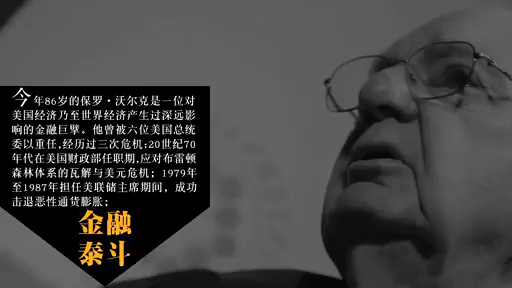 今年86岁的保罗·沃尔克是一位对
美国经济乃至世界经济产生过深远影
响的金融巨擘。他曾被六位美国总统
委以重任,经历过三次危机:20世纪70
年代在美国财政部任职期,应对布雷顿
森林体系的瓦解与美元危机；1979年
至1987年担任美联储主席期间，成功
击退恶性通货膨胀；
金融
泰斗